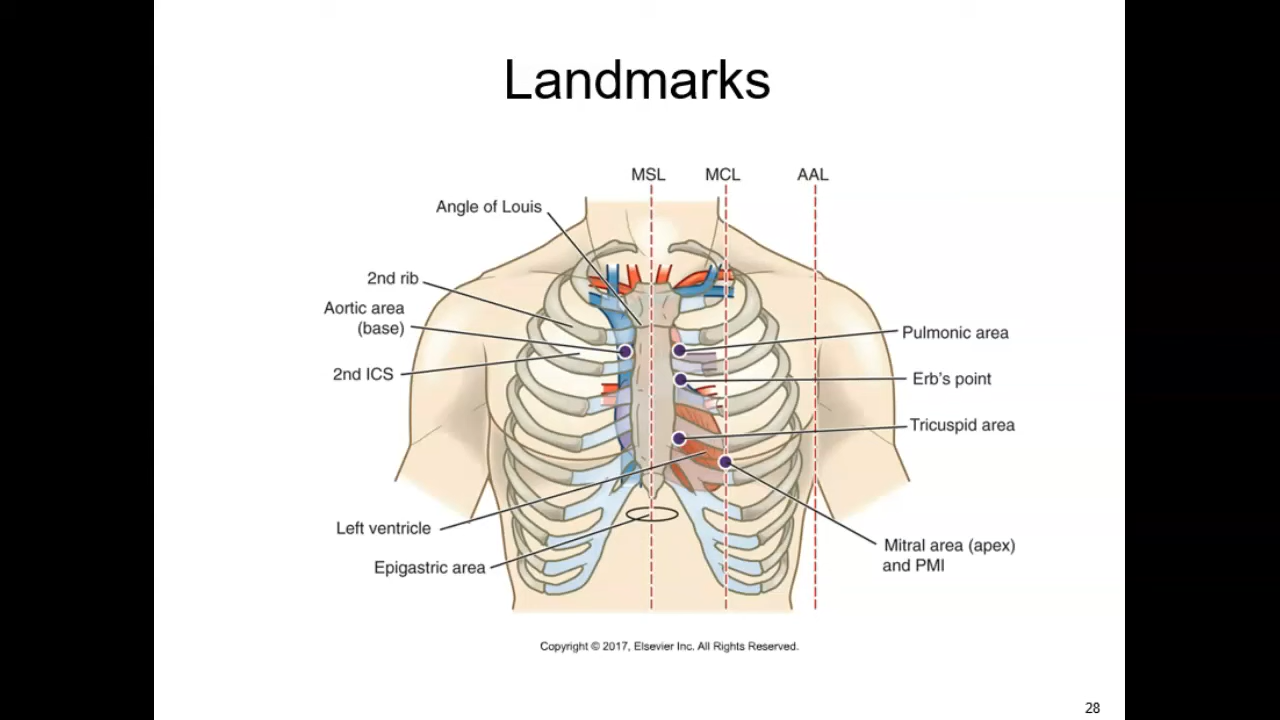 Landmarks
MSL
MCL
AAL
Angle of Louis
2nd rib
Aortic area
(base)
2nd ICS
Pulmonic area
Erb's point
Tricuspid area
Left ventricle
Epigastric area
Mitral area (apex)
and PMI
Copyright © 2017, Elsevier Inc. All Rights Reserved.
28